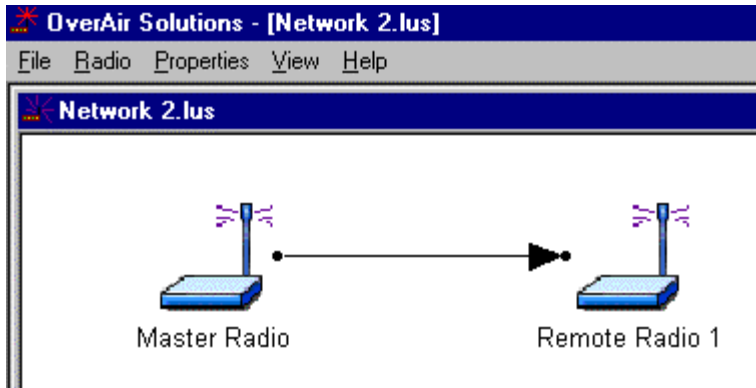 OverAir Solutions - [Network 2.lus]
File Radio Properties View Help
Network 2.lus
Master Radio
Remote Radio 1